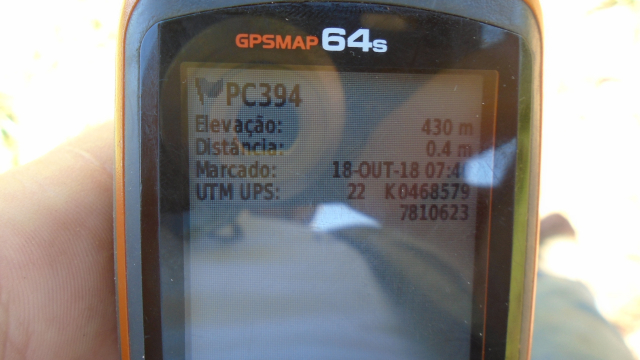 GPSMAP 64s
PC394
Elevação: 430 m
Distância: 0.4 m
Marcado: 18-OUT-18
UTM UPS: 22 K0468579
7810623